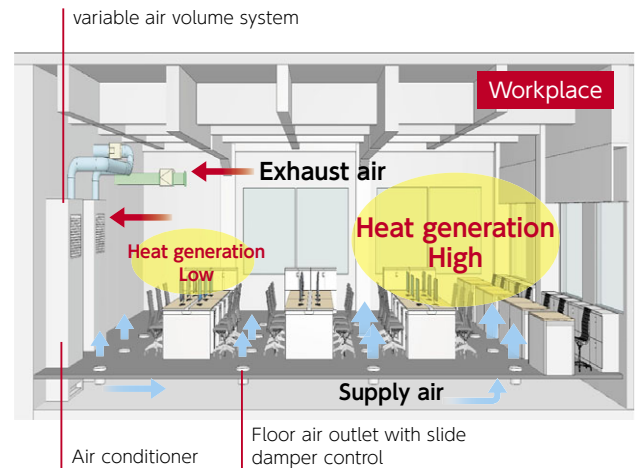 variable air volume system
Workplace
Exhaust air
Heat generation
High
Heat generation
Low
Supply air
Floor air outlet with slide
damper control
Air conditioner